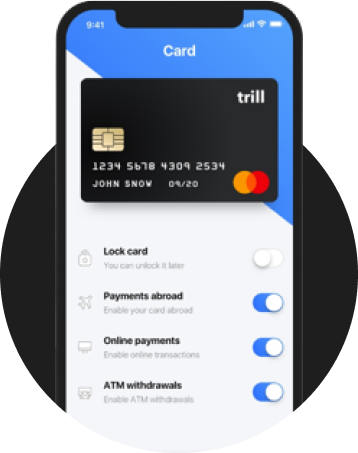 9:41
Card
trill
1234 5678 4309 2534
JOHN SNOW 09/20
Lock card
You can unlock it later
Payments abroad
Enable your card abroad
Online payments
Enable online transactions
ATM withdrawals
Enable ATM withdrawals